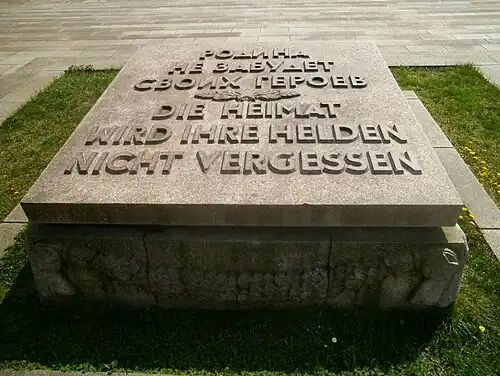 РОДИНА
НЕ ЗАБУДЕТ
СВОИХ ГЕРОЕВ
DIE HEIMAT
WIRD IHRE HELDEN
NICHT VERGESSEN